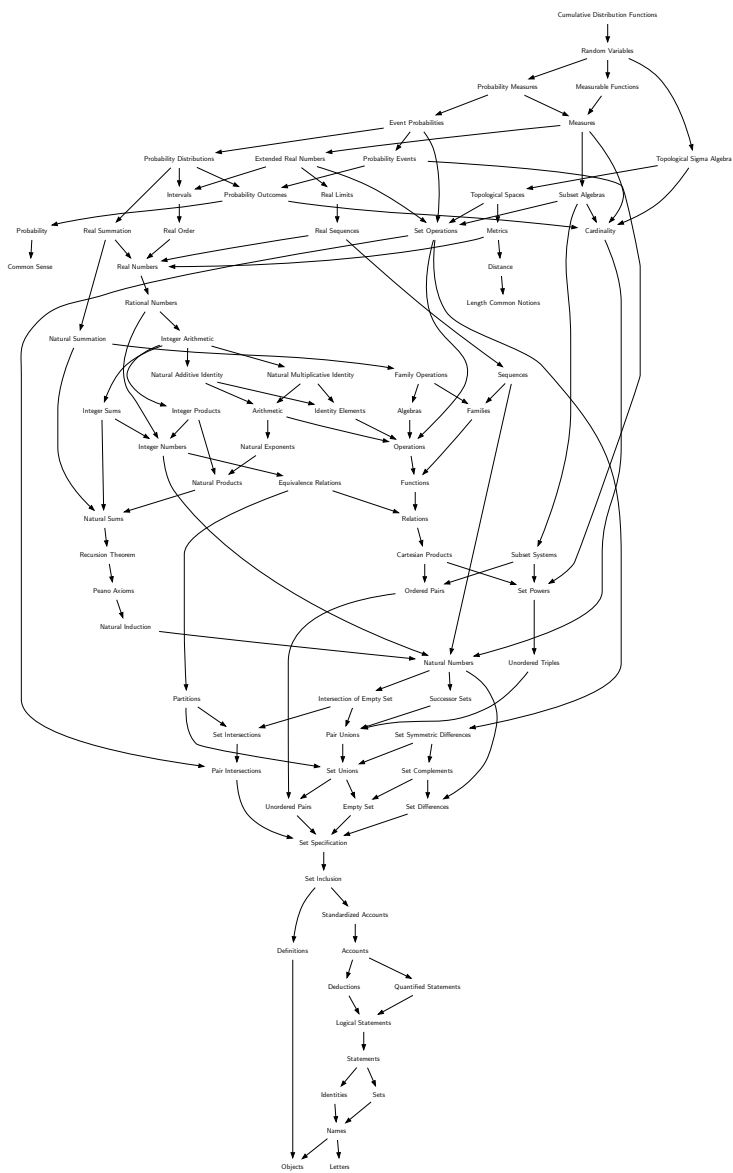 Cumulative Distribution Functions
Random Variables
Probability Measures
Measurable Functions
Event Probabilities
Measures
Probability Distributions
Extended Real Numbers
Probability Events
Topological Sigma Algebra
Intervals
Probability Outcomes
Real Limits
Topological Spaces
Subset Algebras
Probability
Real Summation
Real Order
Real Sequences
Set Operations
Metrics
Cardinality
Common Sense
Real Numbers
Distance
Rational Numbers
Length Common Notions
Natural Summation
Integer Arithmetic
Natural Additive Identity
Natural Multiplicative Identity
Family Operations
Sequences
Integer Sums
Integer Products
Arithmetic
Identity Elements
Algebras
Families
Integer Numbers
Natural Exponents
Operations
Natural Products
Equivalence Relations
Functions
Natural Sums
Relations
Recursion Theorem
Cartesian Products
Subset Systems
Peano Axioms
Ordered Pairs
Set Powers
Natural Induction
Natural Numbers
Unordered Triples
Partitions
Intersection of Empty Set
Successor Sets
Set Intersections
Pair Unions
Set Symmetric Differences
Pair Intersections
Set Unions
Set Complements
Unordered Pairs
Empty Set
Set Differences
Set Specification
Set Inclusion
Standardized Accounts
Definitions
Accounts
Deductions
Quantified Statements
Logical Statements
Statements
Identities
Sets
Names
Objects
Letters